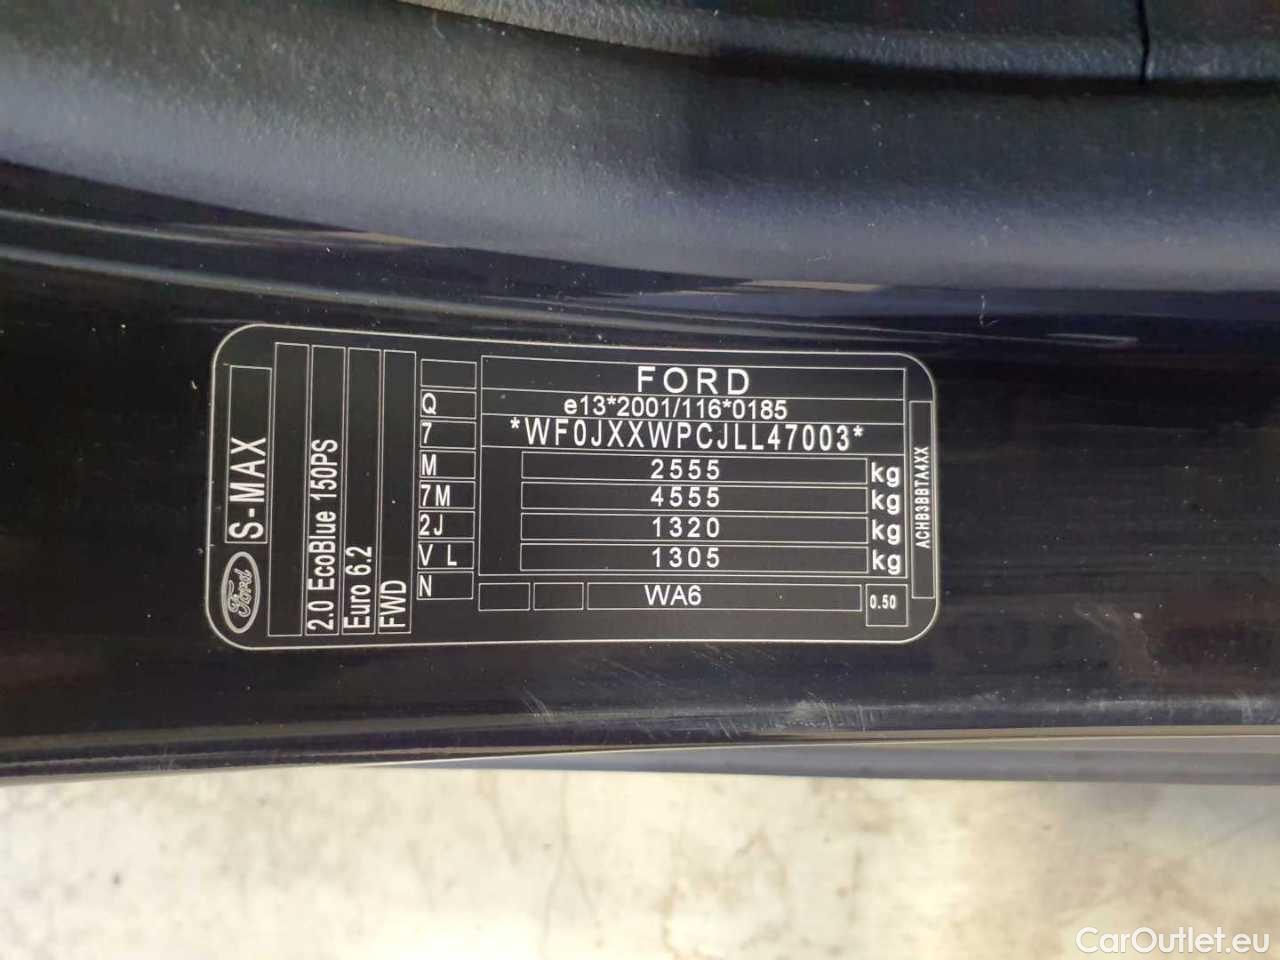 FORD
e13*2001/116*0185
*WF0JXXWPCJLL47003*
2555 kg
4555 kg
1320 kg
1305 kg
WA6
0.50
Q
7
M
7M
2J
V L
N
Ford
S-MAX
2.0 EcoBlue 150PS
Euro 6.2
FWD
ACHB3BBTA4XX
CarOutlet.eu